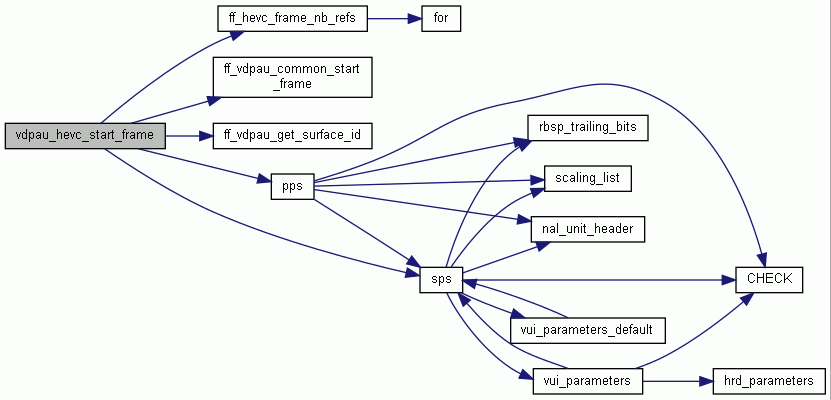 ff_hevc_frame_nb_refs
for
ff_vdpau_common_start
_frame
vdpau_hevc_start_frame
ff_vdpau_get_surface_id
rbsp_trailing_bits
pps
scaling_list
nal_unit_header
sps
CHECK
vui_parameters_default
vui_parameters
hrd_parameters